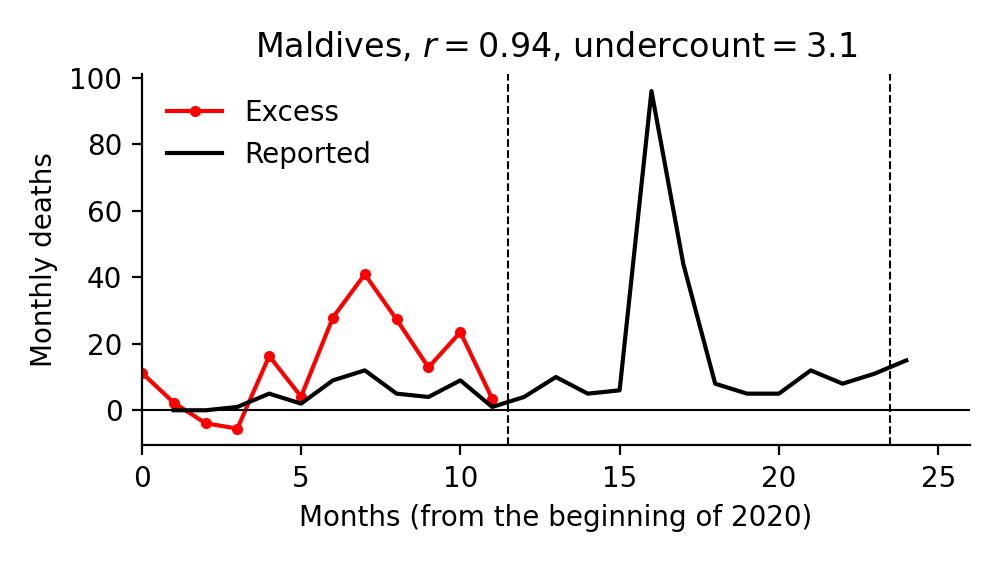 Maldives, r = 0.94, undercount = 3.1
100
80
60
40
20
0
Monthly deaths
Excess
Reported
0 5 10 15 20 25
Months (from the beginning of 2020)